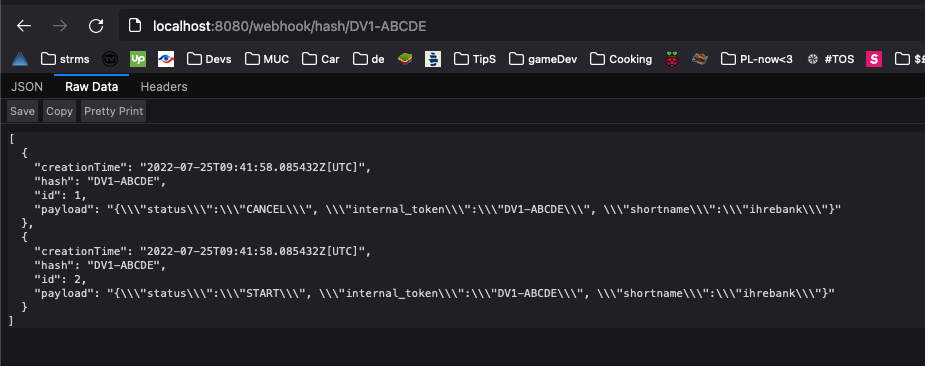 localhost:8080/webhook/hash/DV1-ABCDE
strms Up Devs MUC Car de TipS gameDev Cooking PL-now<3 #TOS S
JSON Raw Data Headers
Save Copy Pretty Print
[
{
"creationTime": "2022-07-25T09:41:58.085432Z[UTC]",
"hash": "DV1-ABCDE",
"id": 1,
"payload": "{\\\"status\\\":\\\"CANCEL\\\", \\\"internal_token\\\":\\\"DV1-ABCDE\\\", \\\"shortname\\\":\\\"ihrebank\\\"}"
},
{
"creationTime": "2022-07-25T09:41:58.085432Z[UTC]",
"hash": "DV1-ABCDE",
"id": 2,
"payload": "{\\\"status\\\":\\\"START\\\", \\\"internal_token\\\":\\\"DV1-ABCDE\\\", \\\"shortname\\\":\\\"ihrebank\\\"}"
}
]